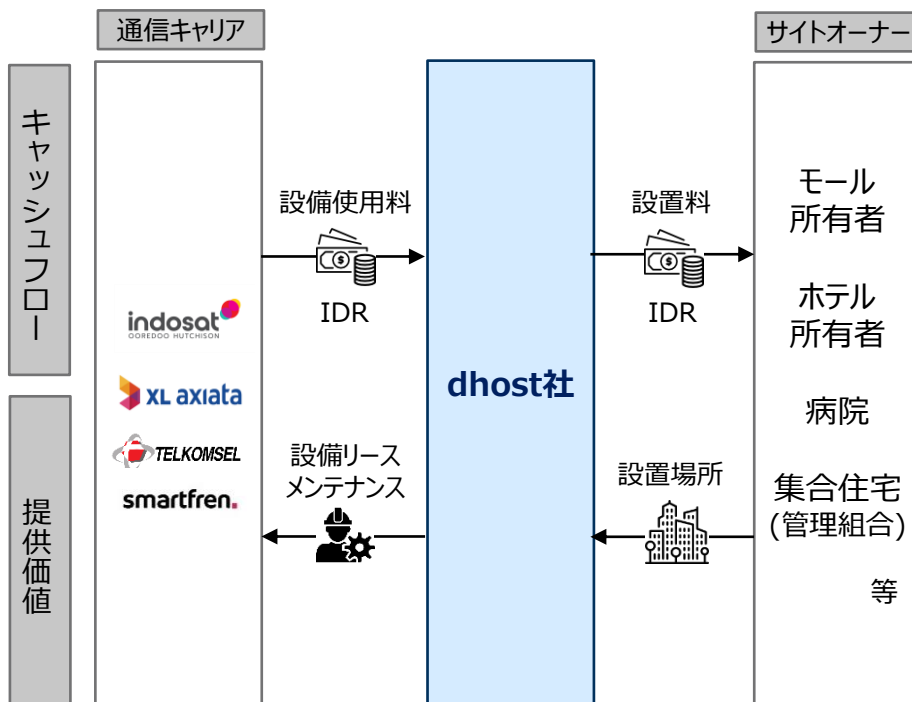 通信キャリア
サイトオーナー
キャッシュフロー
設備使用料
IDR
設置料
IDR
モール
所有者
ホテル
所有者
病院
集合住宅
(管理組合)
等
indosat
OOREDOO HUTCHISON
XL axiata
TELKOMSEL
smartfren.
dhost社
提供価値
設備リース
メンテナンス
設置場所